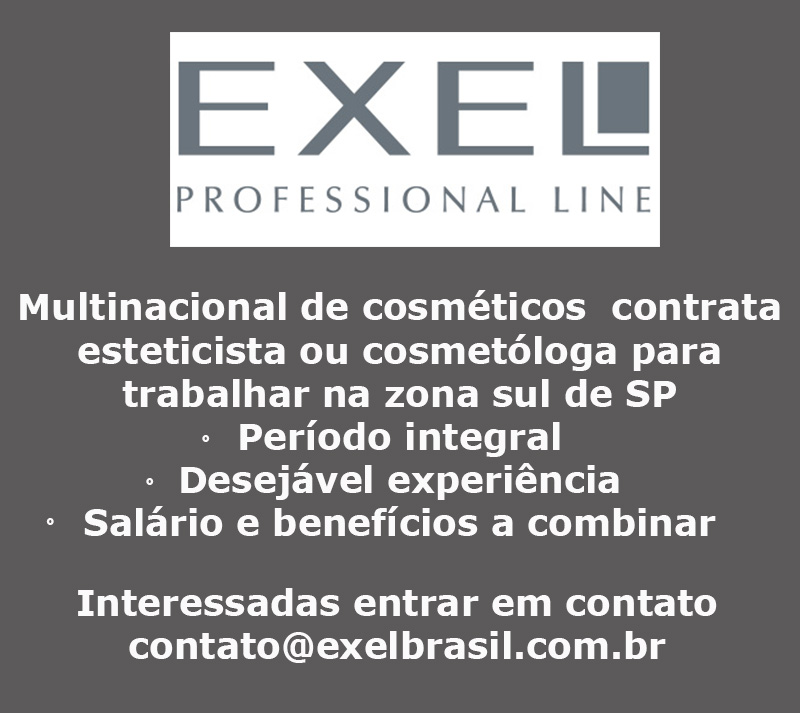 EXEL
PROFESSIONAL LINE
Multinacional de cosméticos contrata
esteticista ou cosmetóloga para
trabalhar na zona sul de SP
◦ Período integral
◦ Desejável experiência
◦ Salário e benefícios a combinar
Interessadas entrar em contato
contato@exelbrasil.com.br